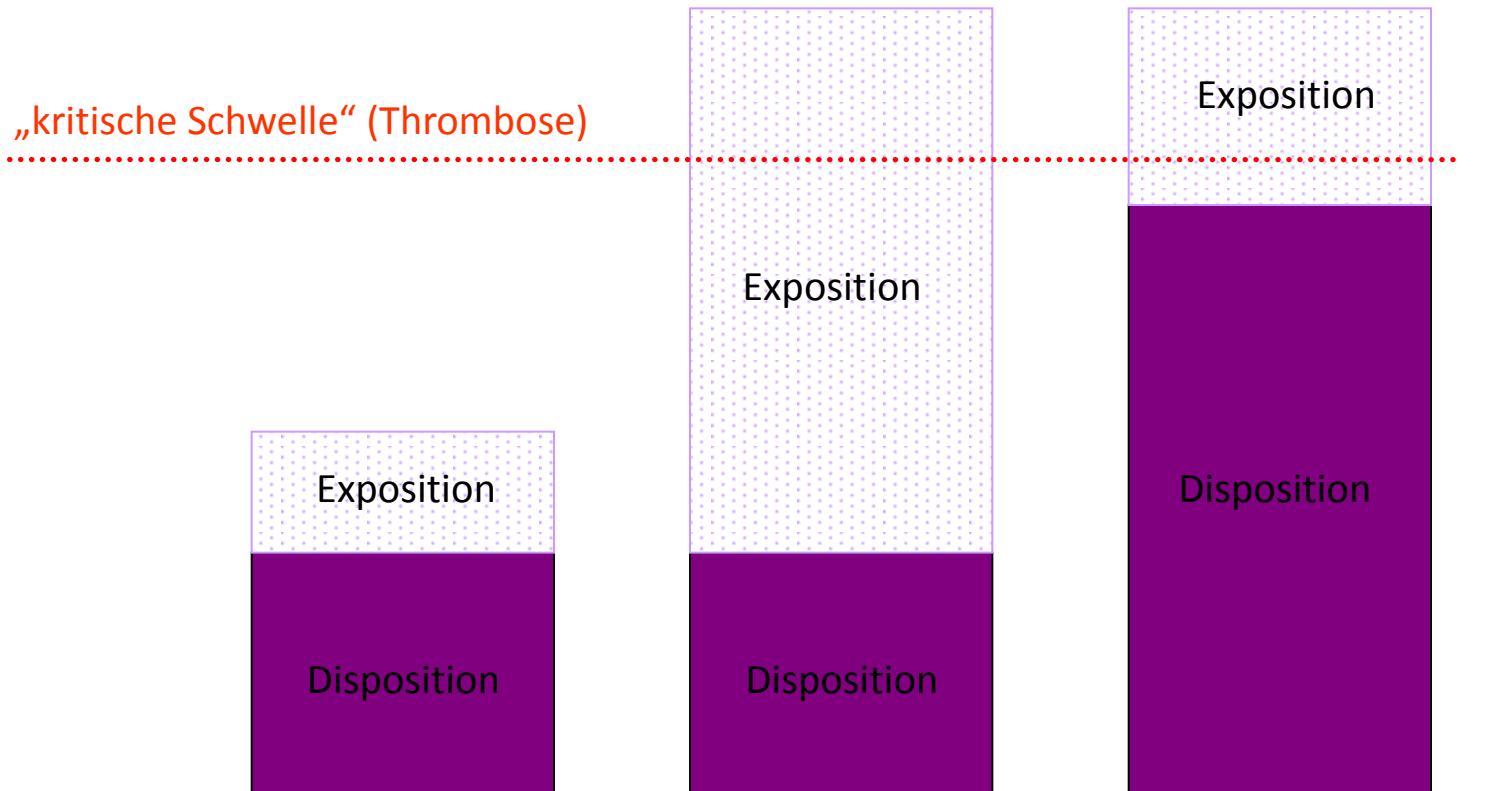 „kritische Schwelle“ (Thrombose)
Exposition
Exposition
Exposition
Disposition
Disposition
Disposition